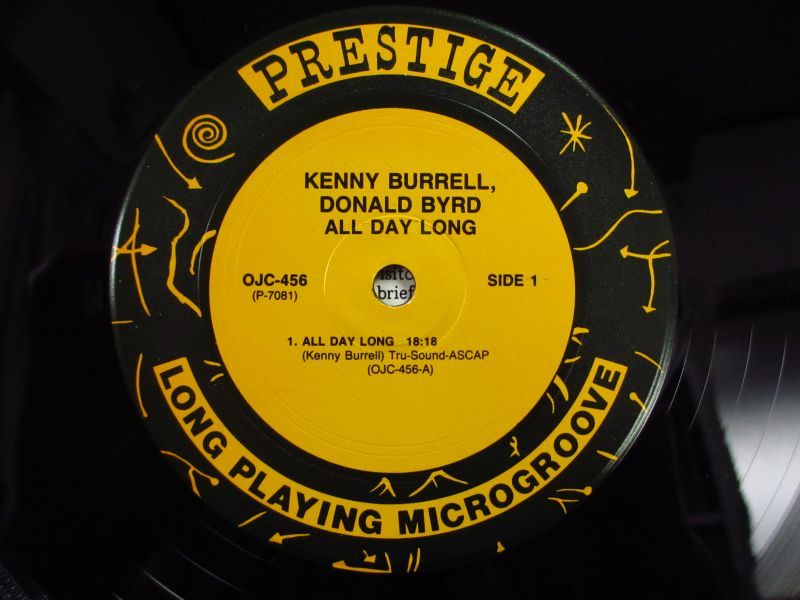 PRESTIGE
KENNY BURRELL,
DONALD BYRD
ALL DAY LONG
OJC-456
(P-7081)
SIDE 1
brief
1. ALL DAY LONG 18:18
(Kenny Burrell) Tru-Sound-ASCAP
(OJC-456-A)
LONG PLAYING MICROGROOVE